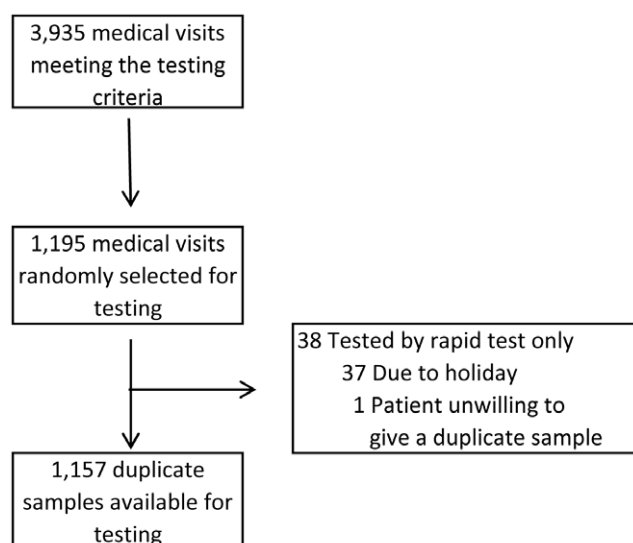 3,935 medical visits
meeting the testing
criteria
1,195 medical visits
randomly selected for
testing
38 Tested by rapid test only
37 Due to holiday
1 Patient unwilling to
give a duplicate sample
1,157 duplicate
samples available for
testing